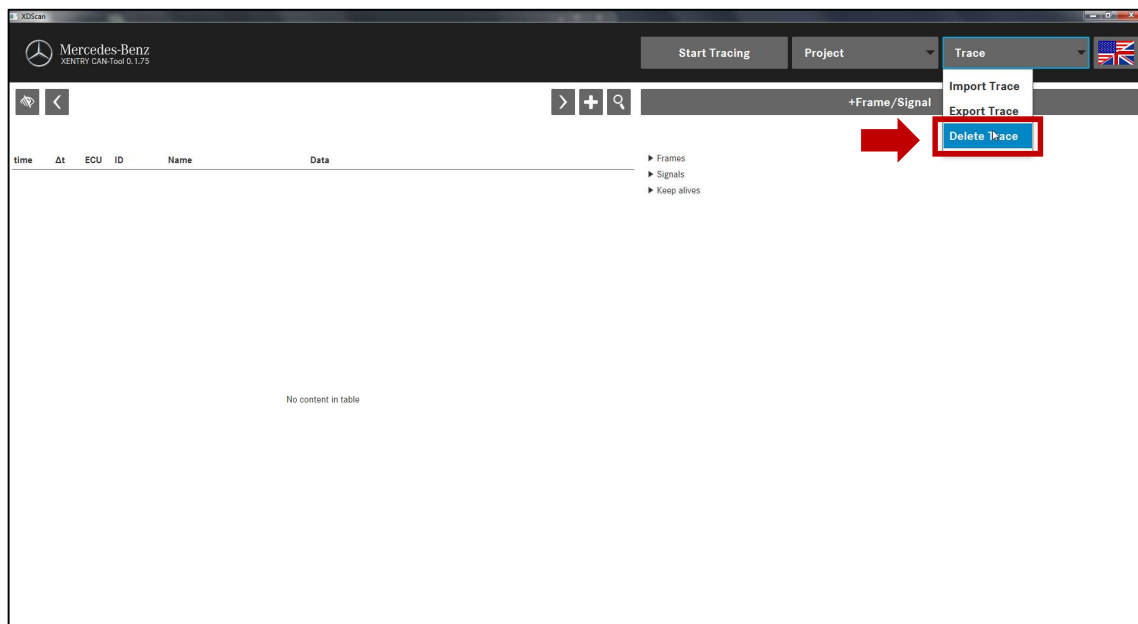 XDScan
Mercedes-Benz
XENTRY CAN-Tool 0.1.75
Start Tracing
Project
Trace
Import Trace
Export Trace
Delete Trace
+Frame/Signal
time Δt ECU ID Name Data
Frames
Signals
Keep alives
No content in table